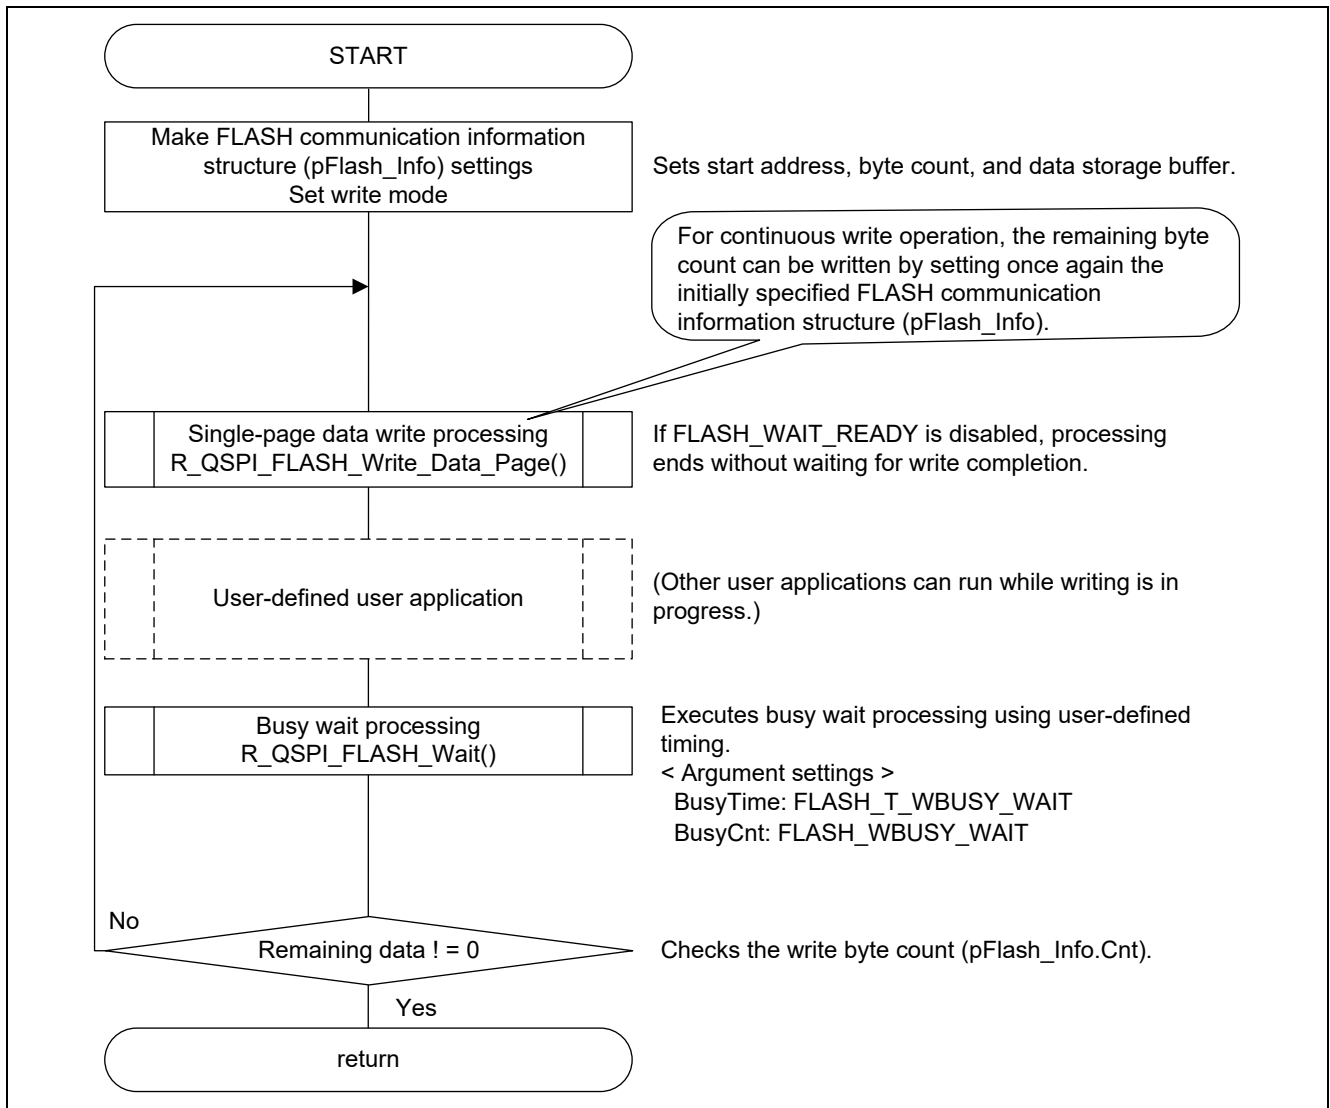 START
Make FLASH communication information
structure (pFlash_Info) settings
Set write mode
Sets start address, byte count, and data storage buffer.
For continuous write operation, the remaining byte
count can be written by setting once again the
initially specified FLASH communication
information structure (pFlash_Info).
Single-page data write processing
R_QSPI_FLASH_Write_Data_Page()
If FLASH_WAIT_READY is disabled, processing
ends without waiting for write completion.
User-defined user application
(Other user applications can run while writing is in
progress.)
Busy wait processing
R_QSPI_FLASH_Wait()
Executes busy wait processing using user-defined
timing.
< Argument settings >
BusyTime: FLASH_T_WBUSY_WAIT
BusyCnt: FLASH_WBUSY_WAIT
No
Remaining data ! = 0
Checks the write byte count (pFlash_Info.Cnt).
Yes
return